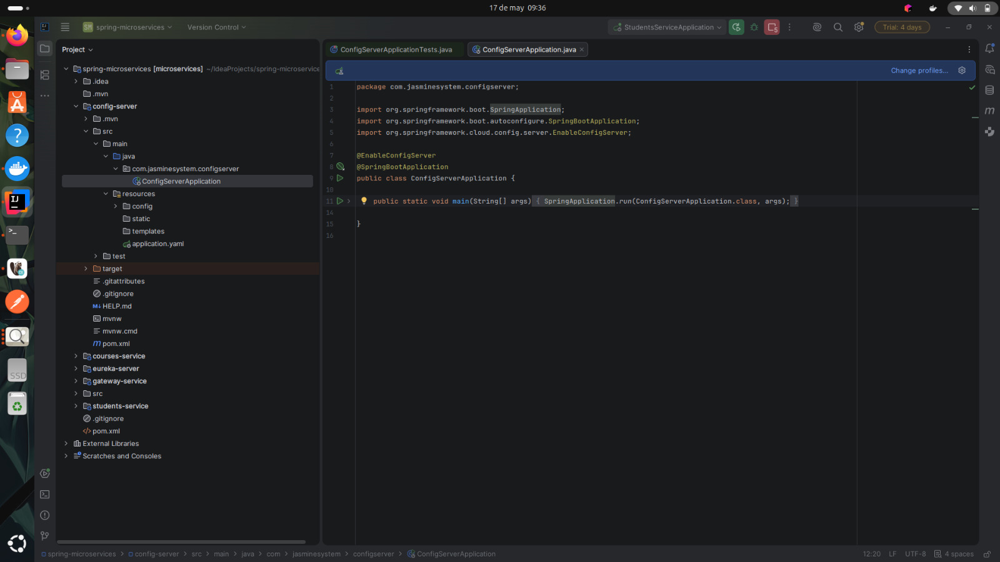 17 de may 09:36
SM spring-microservices
Version Control
StudentsServiceApplication
5
Trial: 4 days
Project
ConfigServerApplicationTests.java
ConfigServerApplication.java
Change profiles...
spring-microservices [microservices] ~/IdeaProjects/spring-microservice
.idea
.mvn
config-server
.mvn
src
main
java
com.jasminesystem.configserver
ConfigServerApplication
resources
config
static
templates
application.yaml
test
target
.gitattributes
.gitignore
M↓ HELP.md
mvnw
mvnw.cmd
m pom.xml
courses-service
eureka-server
gateway-service
src
students-service
.gitignore
</> pom.xml
External Libraries
Scratches and Consoles
1 package com.jasminesystem.configserver;
2
3 import org.springframework.boot.SpringApplication;
4 import org.springframework.boot.autoconfigure.SpringBootApplication;
5 import org.springframework.cloud.config.server.EnableConfigServer;
6
7 @EnableConfigServer
8 @SpringBootApplication
9 public class ConfigServerApplication {
10
11 public static void main(String[] args) { SpringApplication.run(ConfigServerApplication.class, args); }
14
15 }
16
m
IJ
IJ
>_
CE
SSD
spring-microservices > config-server > src > main > java > com > jasminesystem > configserver > ConfigServerApplication
12:20 LF UTF-8 4 spaces